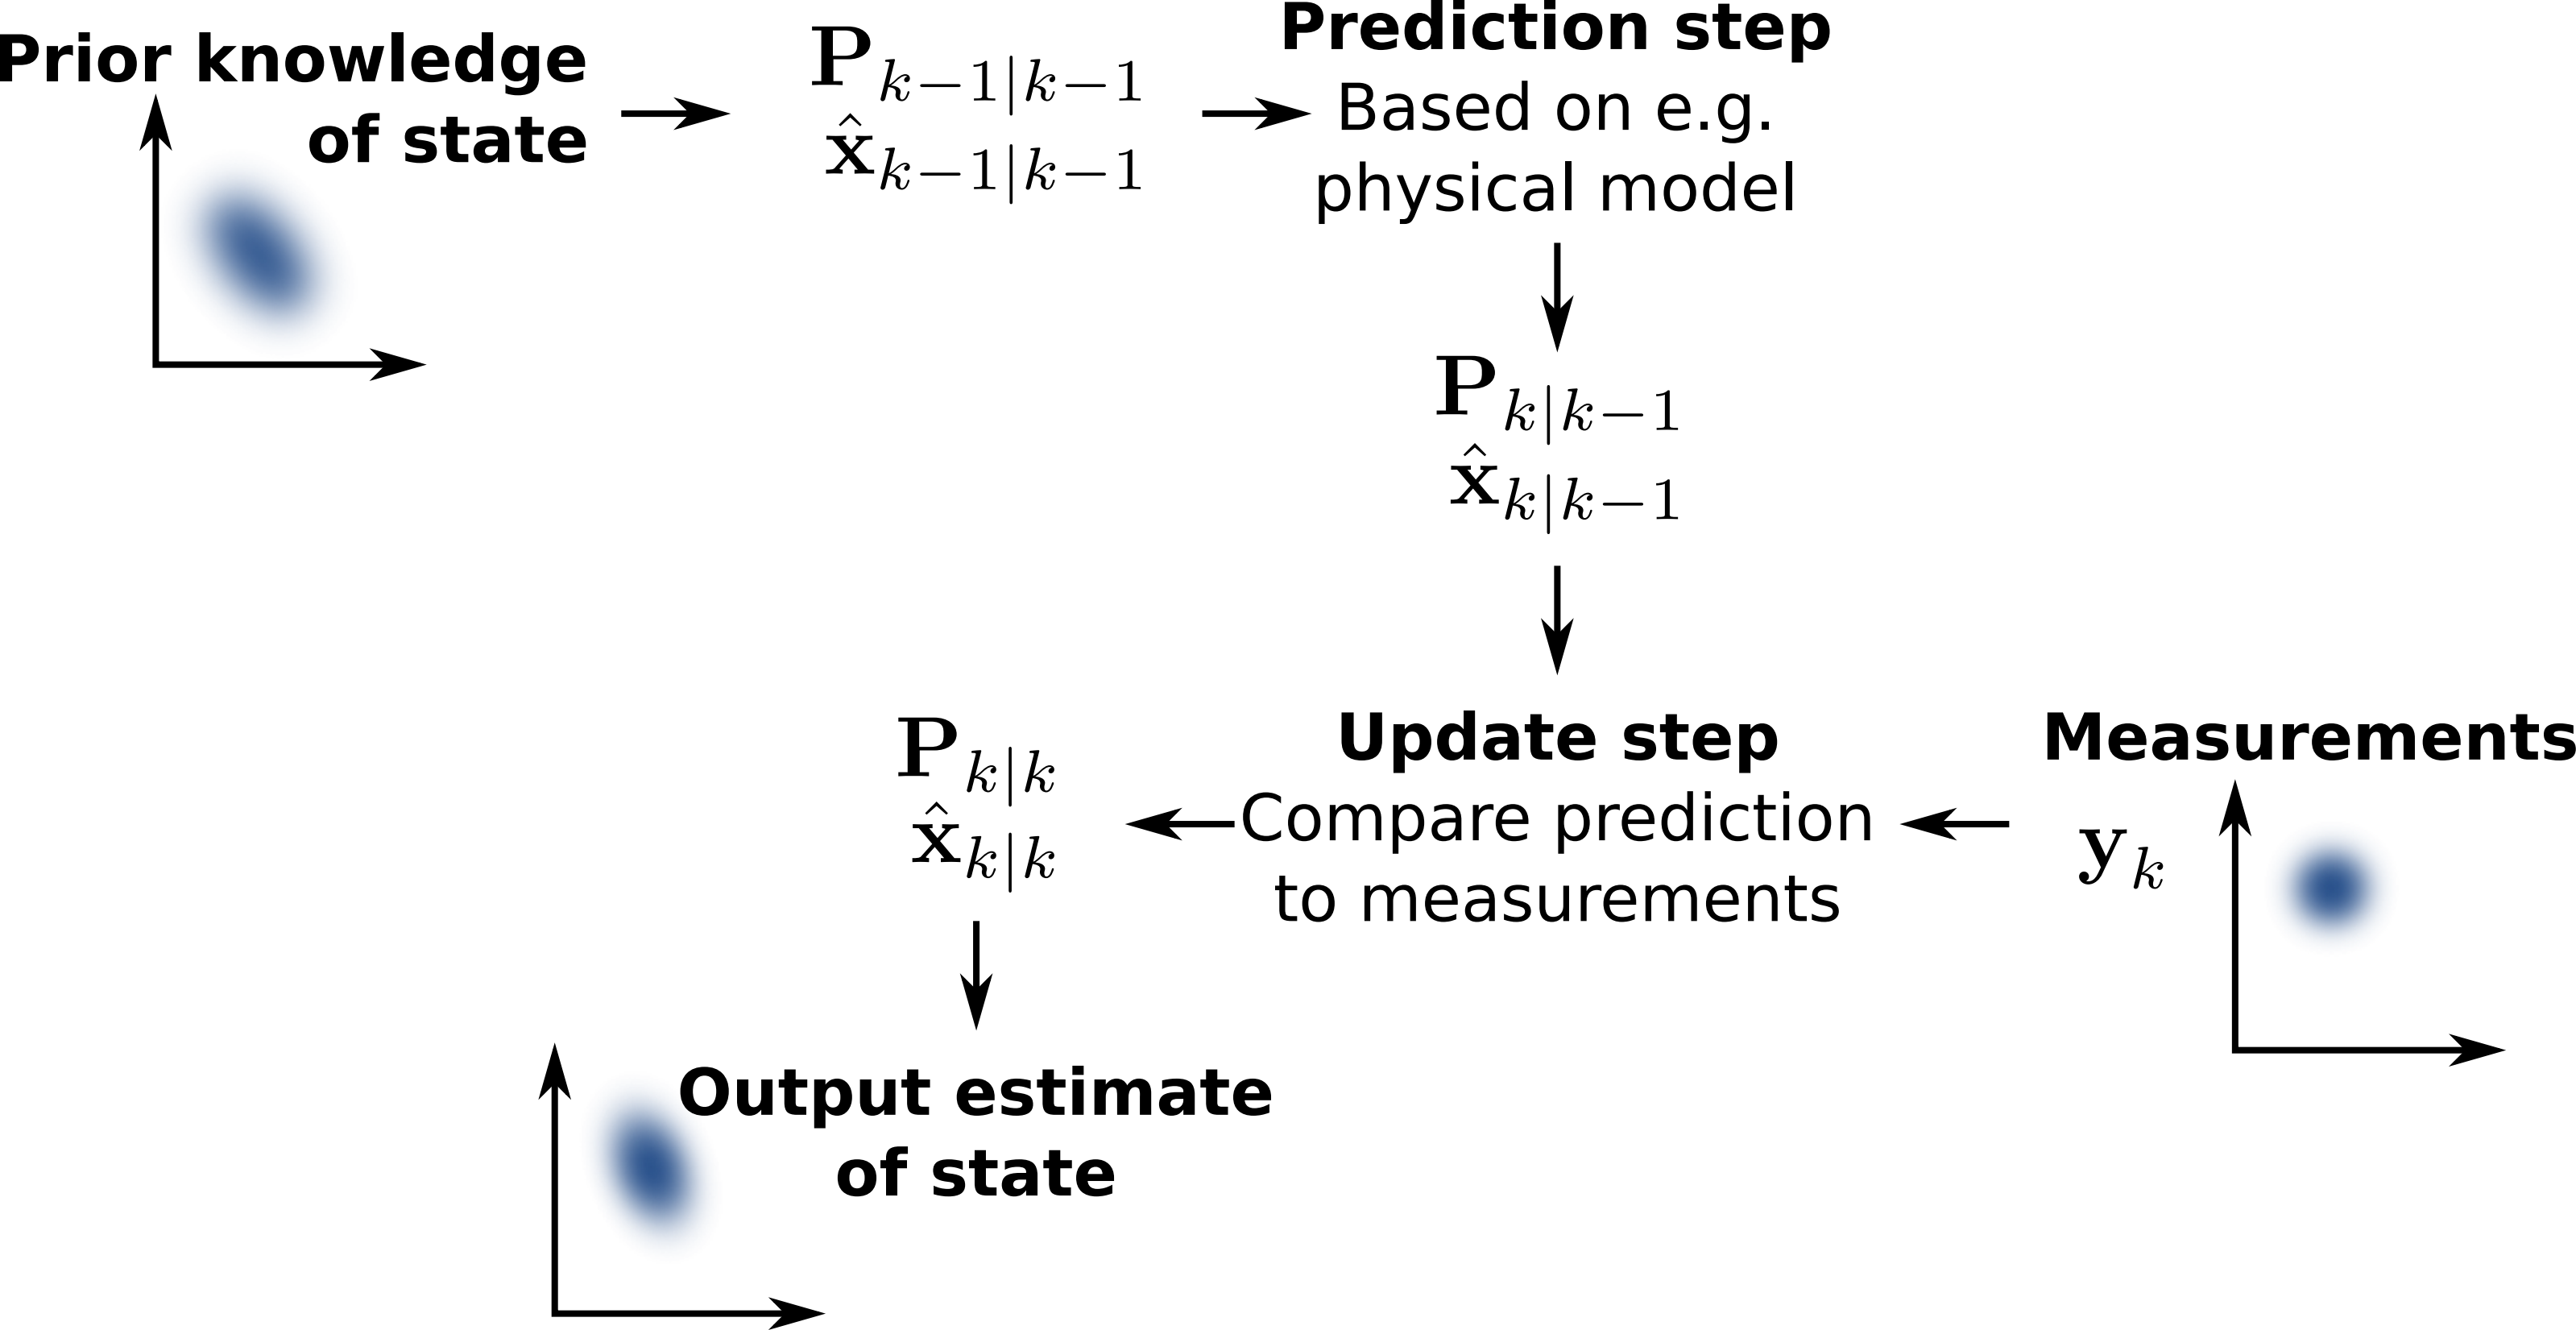 Prior knowledge
of state
P_{k−1|k−1}
x̂_{k−1|k−1}
Prediction step
Based on e.g.
physical model
P_{k|k−1}
x̂_{k|k−1}
Update step
Compare prediction
to measurements
Measurements
y_k
P_{k|k}
x̂_{k|k}
Output estimate
of state